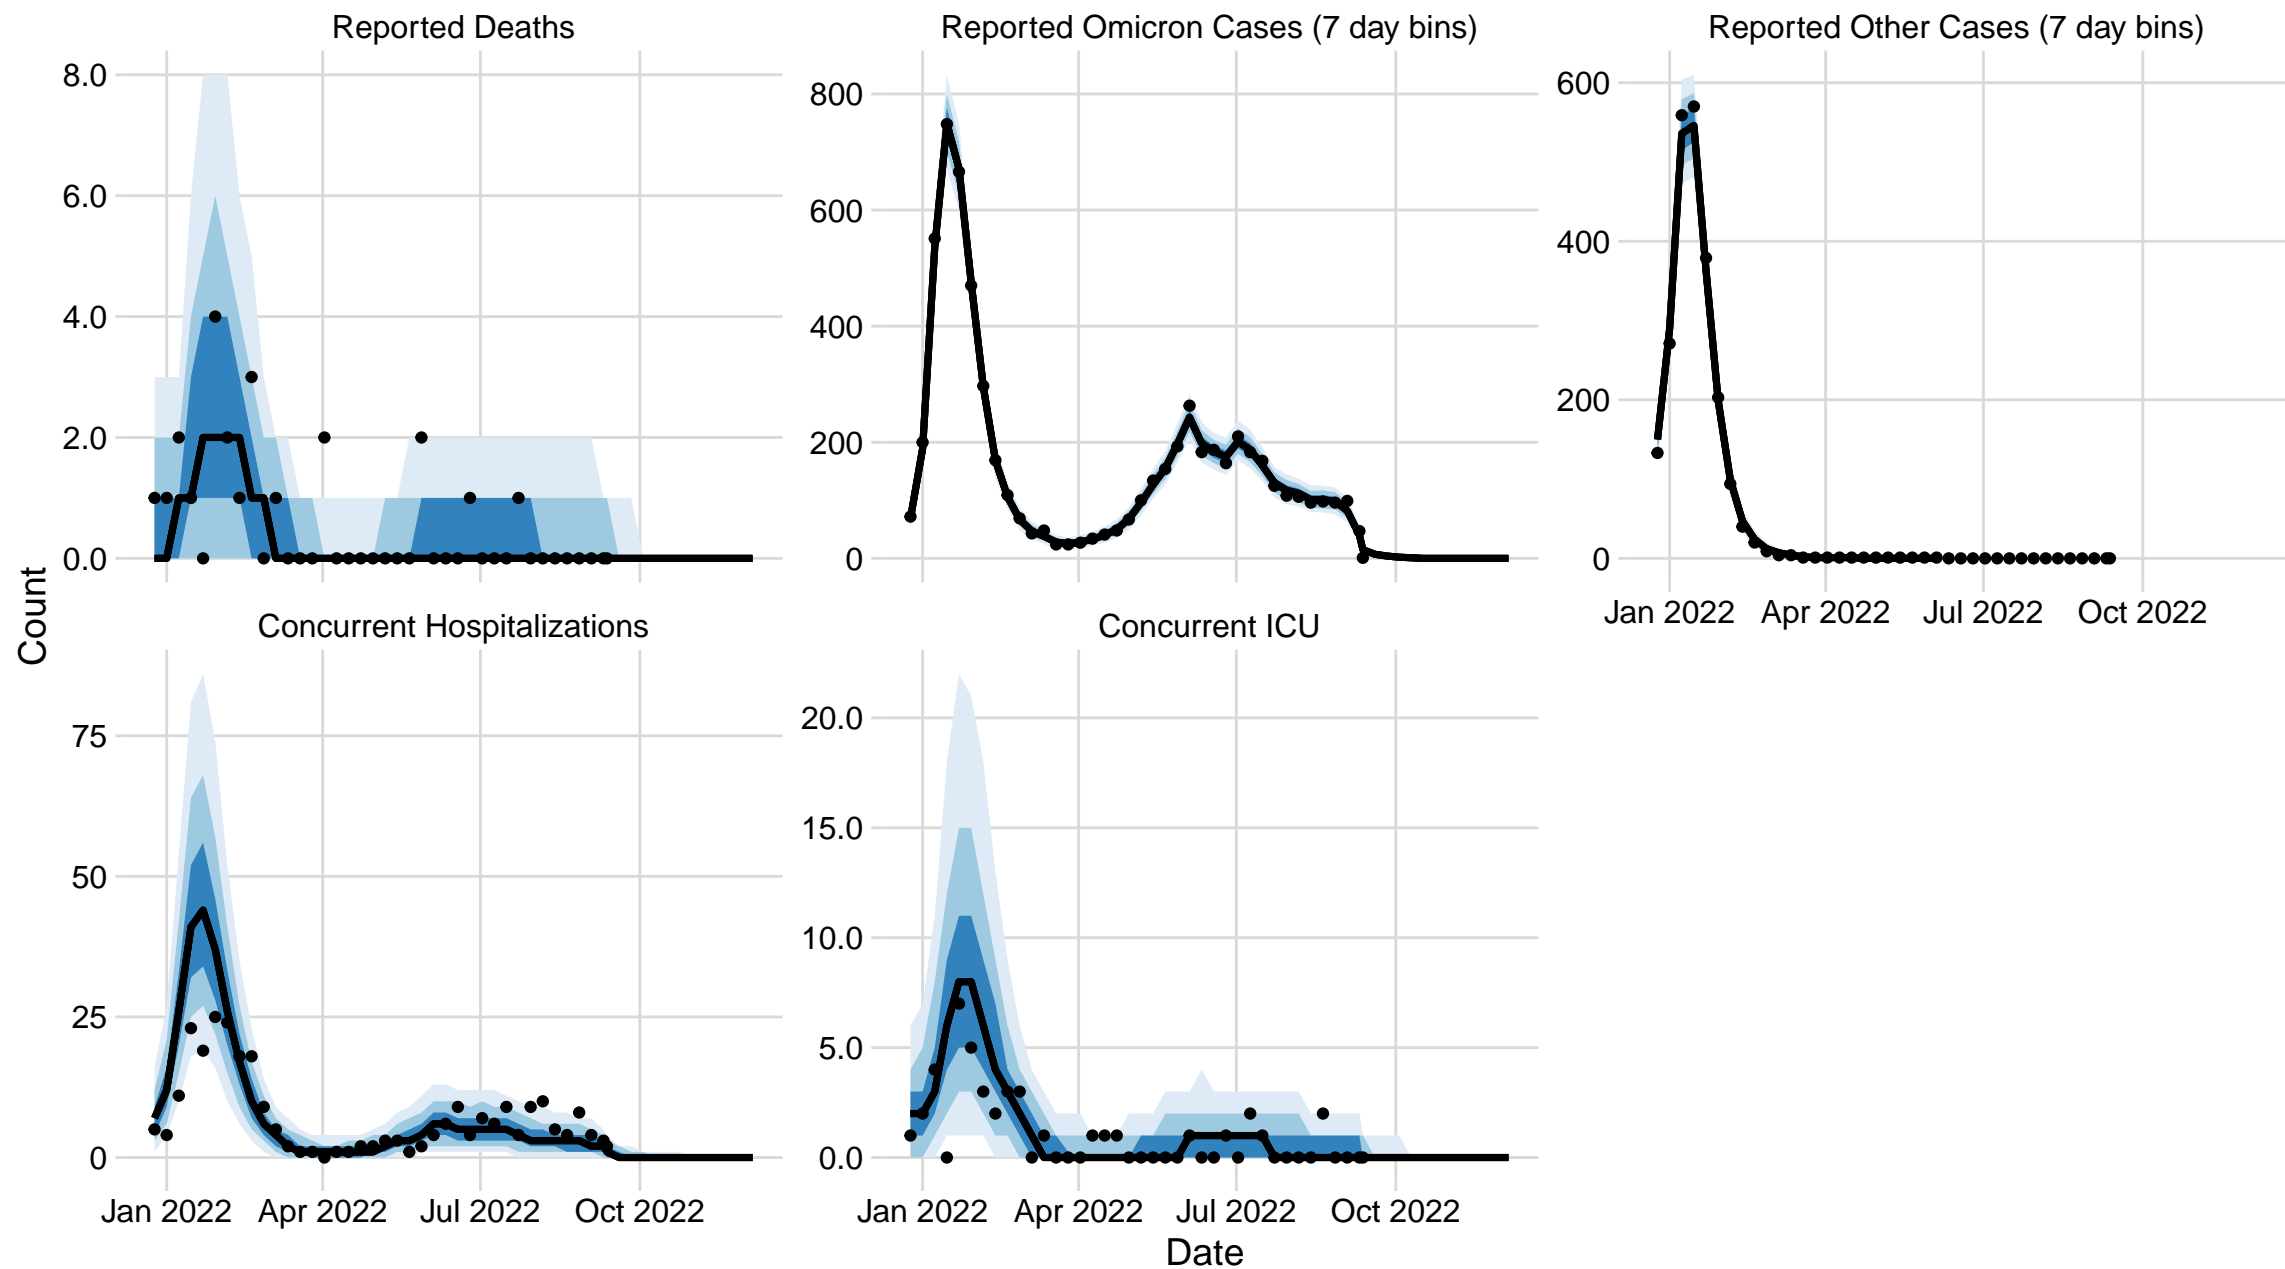 Reported Deaths
Reported Omicron Cases (7 day bins)
Reported Other Cases (7 day bins)
8.0
6.0
4.0
2.0
0.0
800
600
400
200
0
600
400
200
0
Jan 2022 Apr 2022 Jul 2022 Oct 2022
Count
Concurrent Hospitalizations
Concurrent ICU
75
50
25
0
20.0
15.0
10.0
5.0
0.0
Jan 2022 Apr 2022 Jul 2022 Oct 2022
Jan 2022 Apr 2022 Jul 2022 Oct 2022
Date